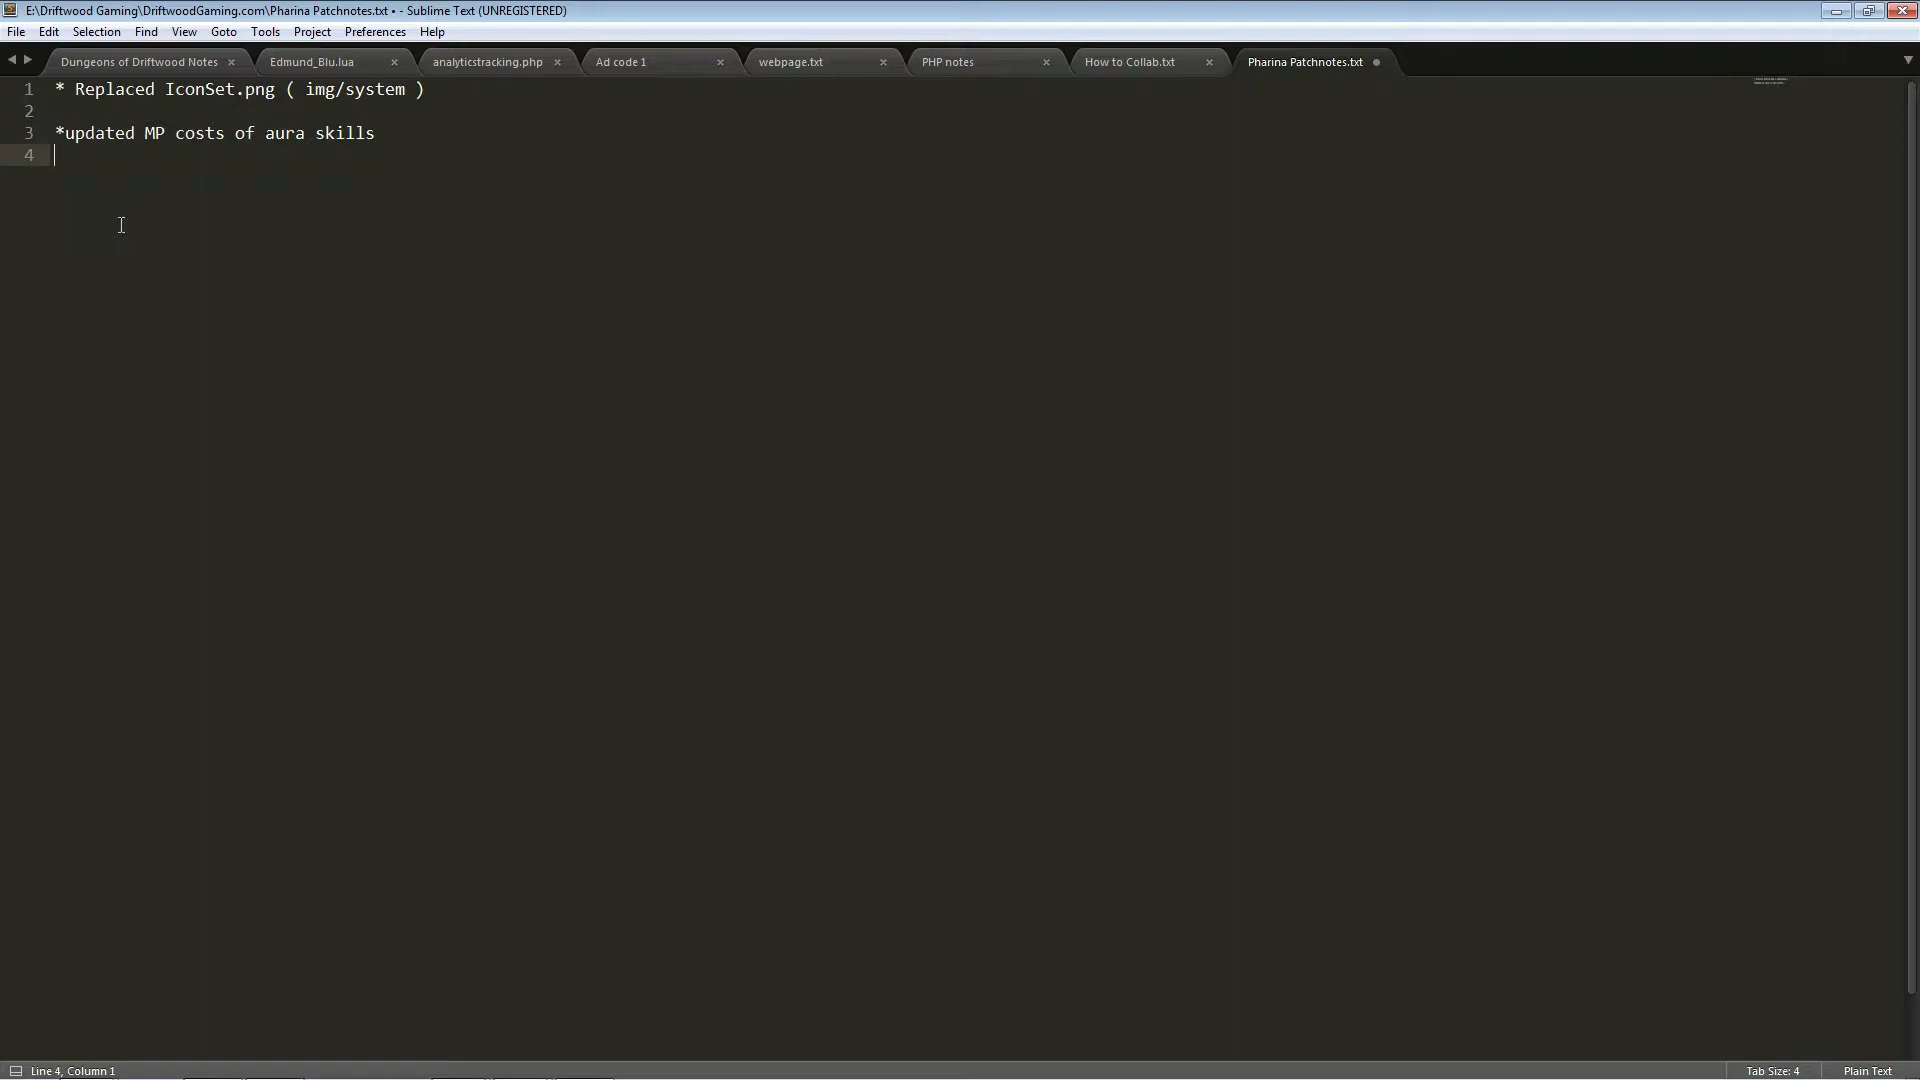 E:\Driftwood Gaming\DriftwoodGaming.com\Pharina Patchnotes.txt • - Sublime Text (UNREGISTERED)
File Edit Selection Find View Goto Tools Project Preferences Help
Dungeons of Driftwood Notes Edmund_Blu.lua analyticstracking.php Ad code 1 webpage.txt PHP notes How to Collab.txt Pharina Patchnotes.txt
1 * Replaced IconSet.png ( img/system )
2
3 *updated MP costs of aura skills
4
Line 4, Column 1 Tab Size: 4 Plain Text